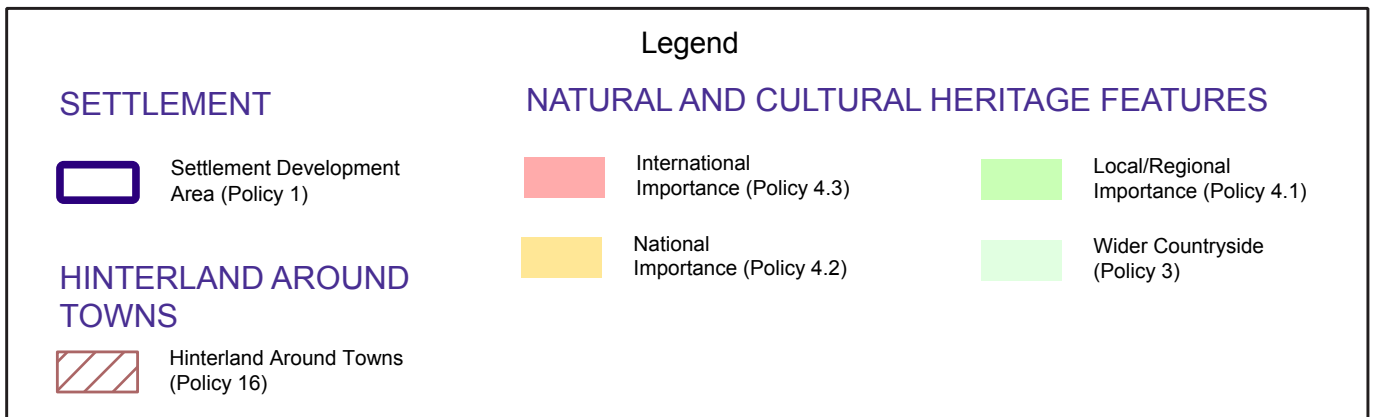 Legend
SETTLEMENT
Settlement Development
Area (Policy 1)
HINTERLAND AROUND
TOWNS
Hinterland Around Towns
(Policy 16)
NATURAL AND CULTURAL HERITAGE FEATURES
International
Importance (Policy 4.3)
National
Importance (Policy 4.2)
Local/Regional
Importance (Policy 4.1)
Wider Countryside
(Policy 3)